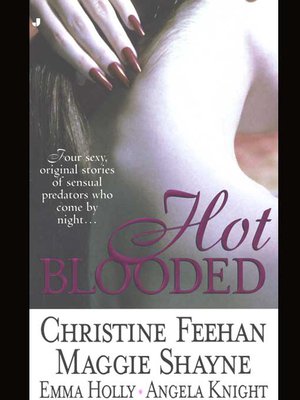 Four sexy,
original stories
of sensual
predators who
come by
night...
Hot
BLOODED
CHRISTINE FEEHAN
MAGGIE SHAYNE
EMMA HOLLY • ANGELA KNIGHT